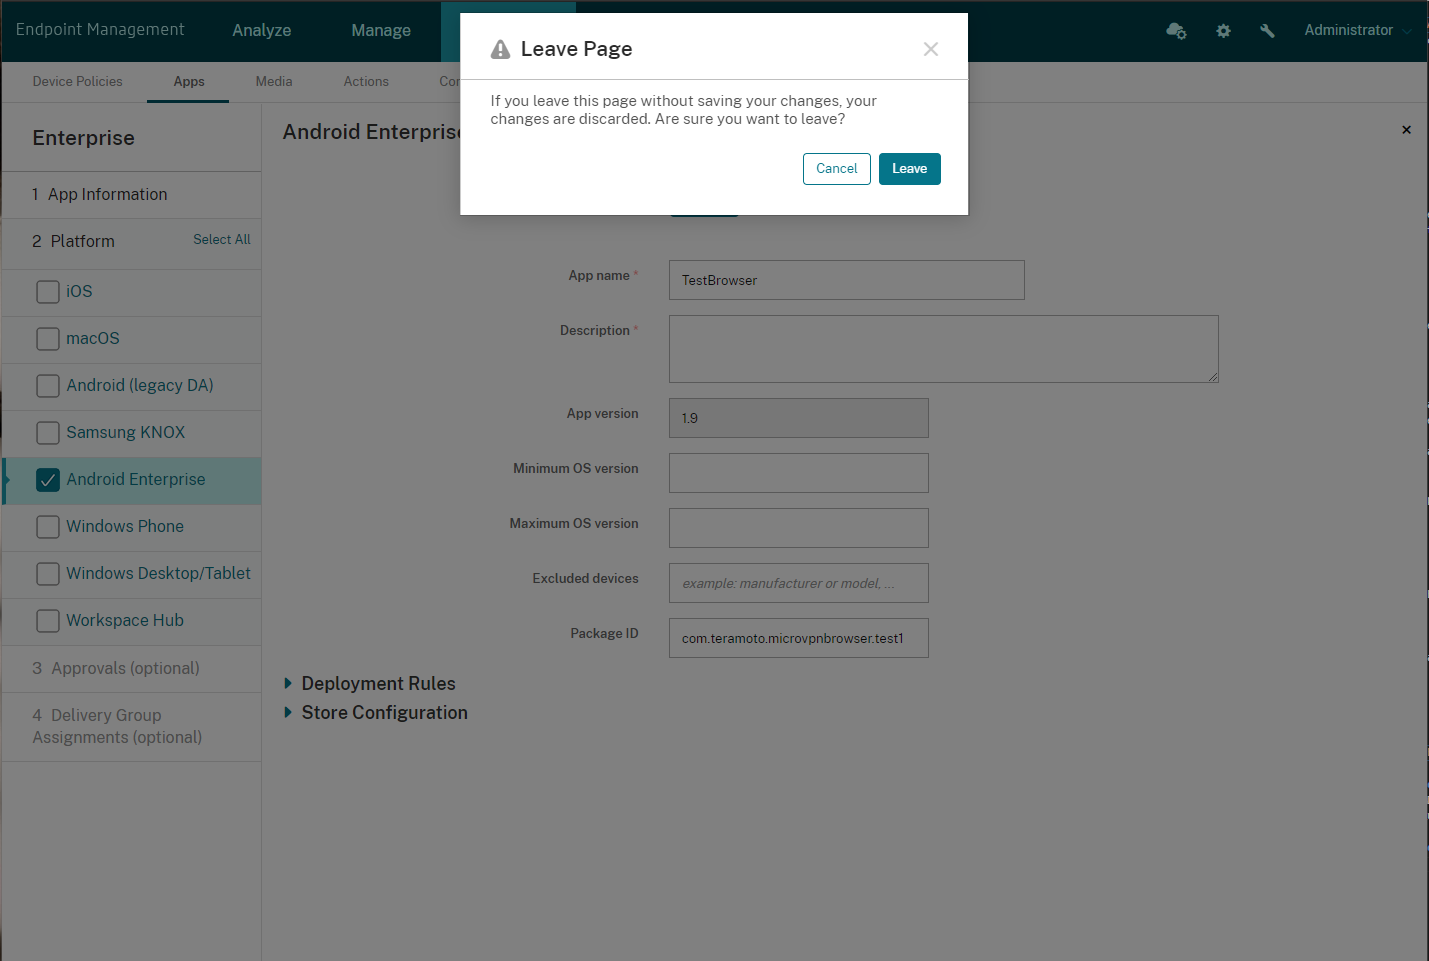 Endpoint Management
Analyze
Manage
Administrator
Device Policies
Apps
Media
Actions
Leave Page
If you leave this page without saving your changes, your
changes are discarded. Are sure you want to leave?
Cancel
Leave
Enterprise
1 App Information
2 Platform
Select All
iOS
macOS
Android (legacy DA)
Samsung KNOX
Android Enterprise
Windows Phone
Windows Desktop/Tablet
Workspace Hub
3 Approvals (optional)
4 Delivery Group
Assignments (optional)
Android Enterprise
App name *
TestBrowser
Description *
App version
1.9
Minimum OS version
Maximum OS version
Excluded devices
example: manufacturer or model, ...
Package ID
com.teramoto.microvpnbrowser.test1
Deployment Rules
Store Configuration